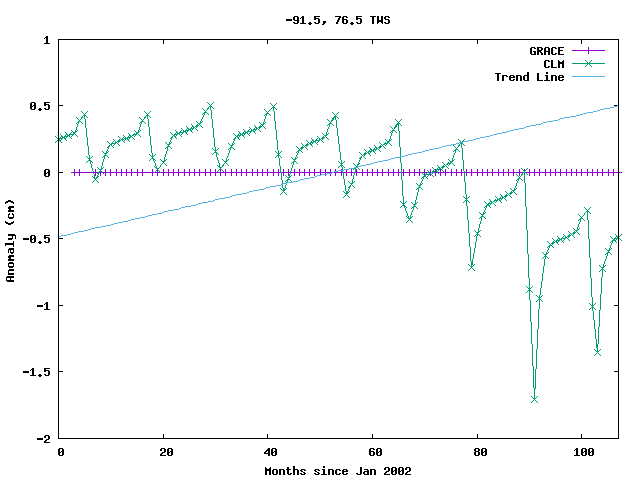 -91.5, 76.5 TWS
GRACE
CLM
Trend Line
1
0.5
0
-0.5
-1
-1.5
-2
Anomaly (cm)
0 20 40 60 80 100
Months since Jan 2002